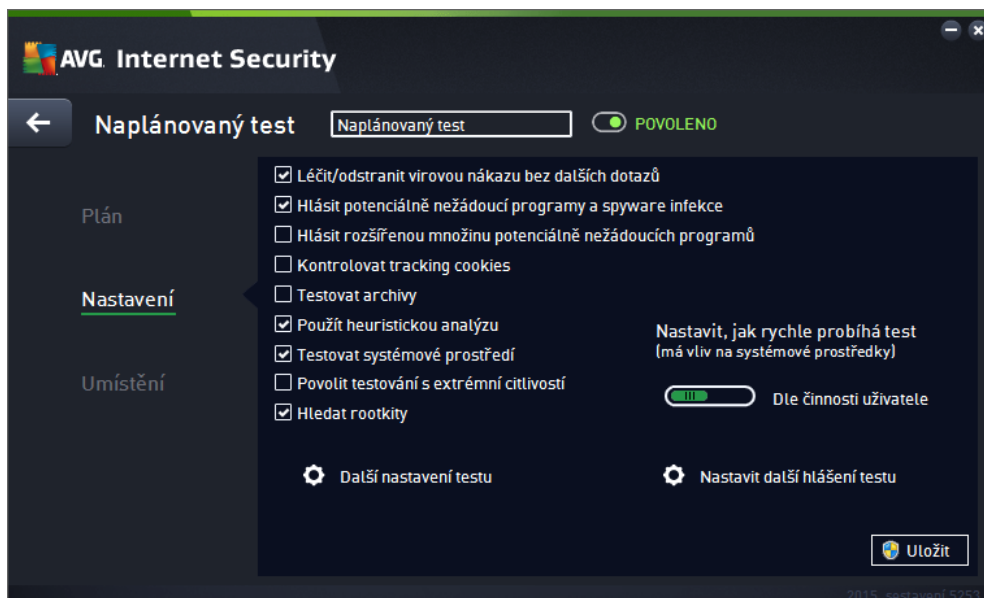 AVG. Internet Security
Naplánovaný test
Naplánovaný test
POVOLENO
Plán
Nastavení
Umístění
Léčit/odstranit virovou nákazu bez dalších dotazů
Hlásit potenciálně nežádoucí programy a spyware infekce
Hlásit rozšířenou množinu potenciálně nežádoucích programů
Kontrolovat tracking cookies
Testovat archivy
Použít heuristickou analýzu
Testovat systémové prostředí
Povolit testování s extrémní citlivostí
Hledat rootkity
Nastavit, jak rychle probíhá test
(má vliv na systémové prostředky)
Dle činnosti uživatele
Další nastavení testu
Nastavit další hlášení testu
Uložit
2015, sestavení 5253